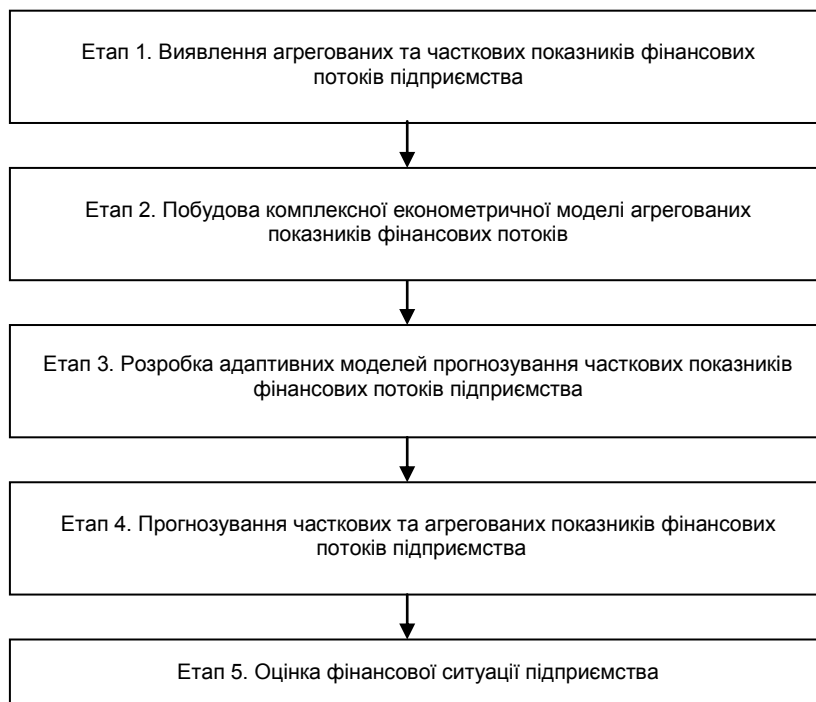 Етап 1. Виявлення агрегованих та часткових показників фінансових
потоків підприємства
Етап 2. Побудова комплексної економетричної моделі агрегованих
показників фінансових потоків
Етап 3. Розробка адаптивних моделей прогнозування часткових показників
фінансових потоків підприємства
Етап 4. Прогнозування часткових та агрегованих показників фінансових
потоків підприємства
Етап 5. Оцінка фінансової ситуації підприємства